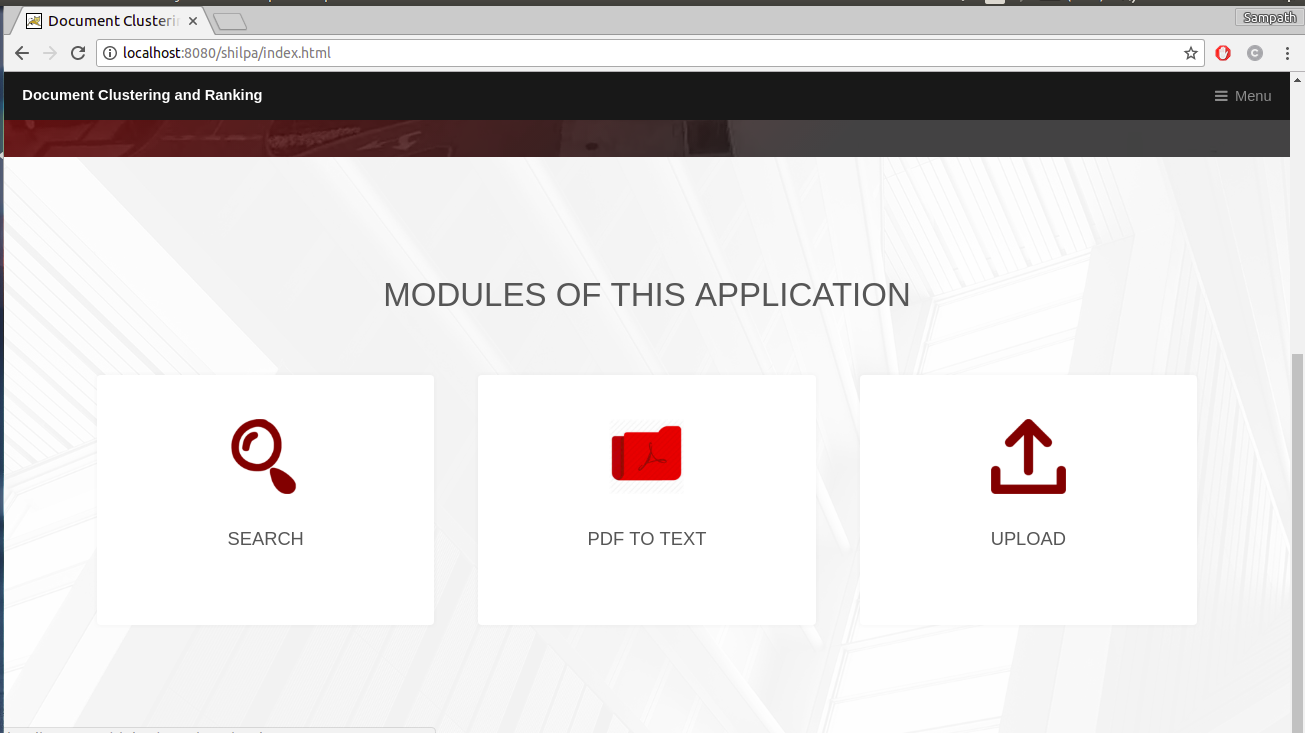 Document Clusterin
Sampath
localhost:8080/shilpa/index.html
Document Clustering and Ranking
Menu
MODULES OF THIS APPLICATION
SEARCH
PDF TO TEXT
UPLOAD